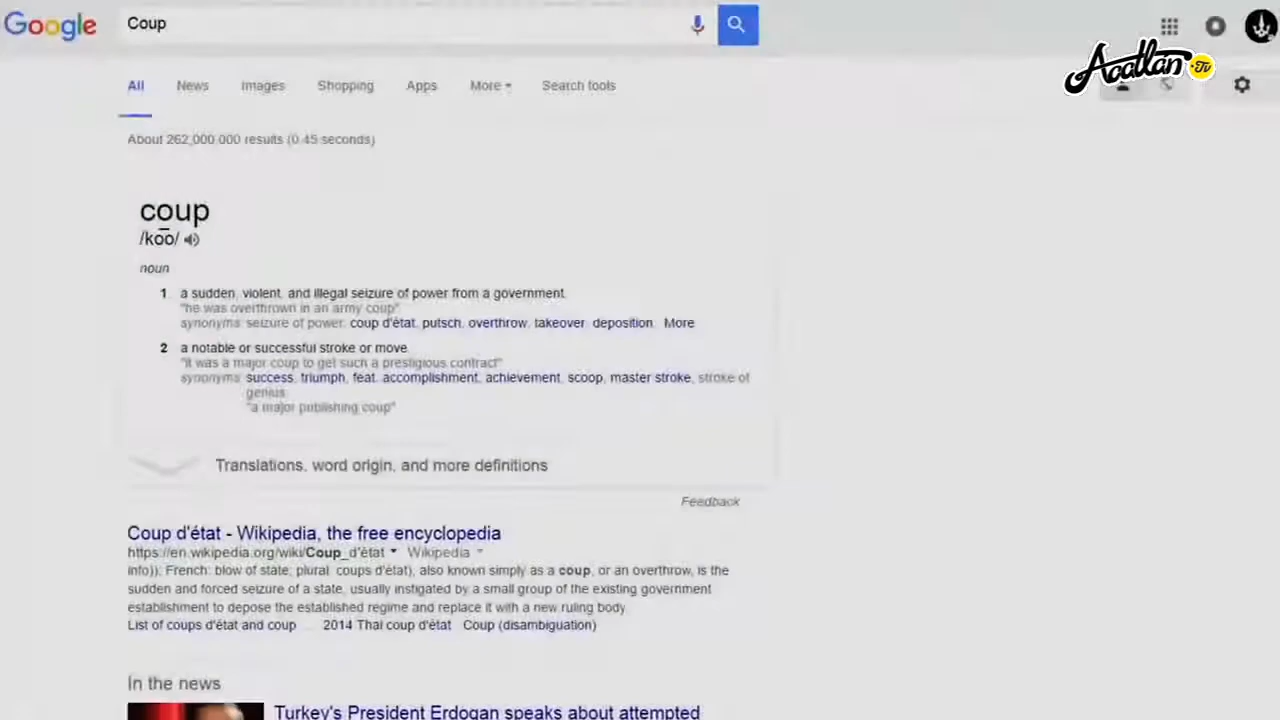 Google
Coup
Acatlan.Tv
All News Images Shopping Apps More Search tools
About 262,000,000 results (0.45 seconds)
coup
/ko͞o/
noun
1 a sudden, violent, and illegal seizure of power from a government.
"he was overthrown in an army coup"
synonyms: seizure of power, coup d'état, putsch, overthrow, takeover, deposition; More
2 a notable or successful stroke or move.
"it was a major coup to get such a prestigious contract"
synonyms: success, triumph, feat, accomplishment, achievement, scoop, master stroke, stroke of
genius
"a major publishing coup"
Translations, word origin, and more definitions
Feedback
Coup d'état - Wikipedia, the free encyclopedia
https://en.wikipedia.org/wiki/Coup_d'état Wikipedia
info)); French: blow of state; plural: coups d'état), also known simply as a coup, or an overthrow, is the
sudden and forced seizure of a state, usually instigated by a small group of the existing government
establishment to depose the established regime and replace it with a new ruling body.
List of coups d'état and coup ... 2014 Thai coup d'état Coup (disambiguation)
In the news
Turkey's President Erdogan speaks about attempted